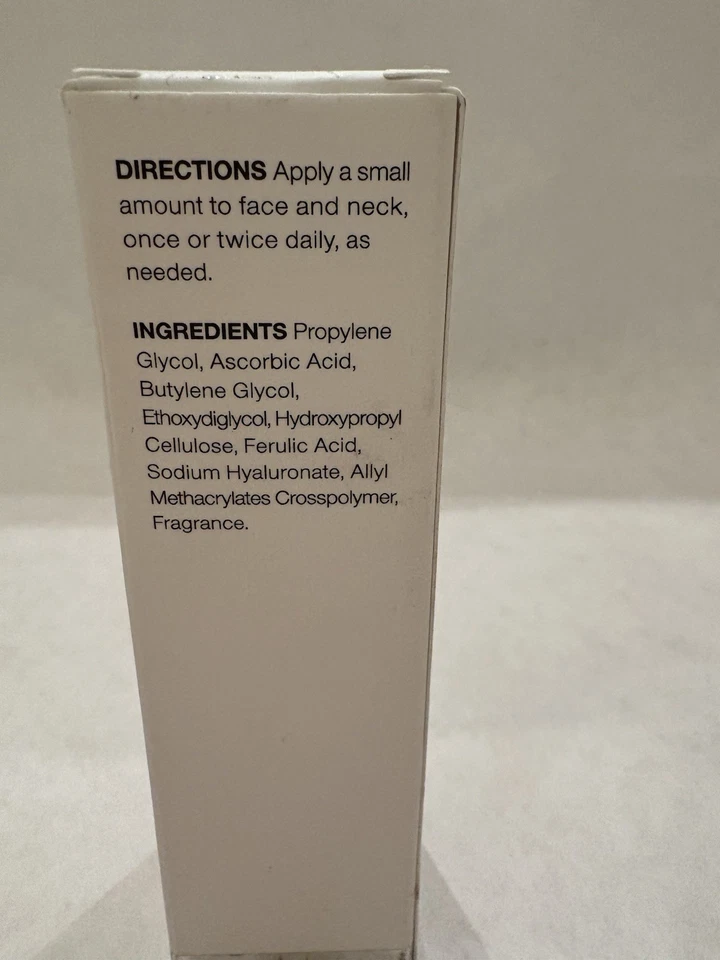 DIRECTIONS Apply a small
amount to face and neck,
once or twice daily, as
needed.
INGREDIENTS Propylene
Glycol, Ascorbic Acid,
Butylene Glycol,
Ethoxydiglycol, Hydroxypropyl
Cellulose, Ferulic Acid,
Sodium Hyaluronate, Allyl
Methacrylates Crosspolymer,
Fragrance.